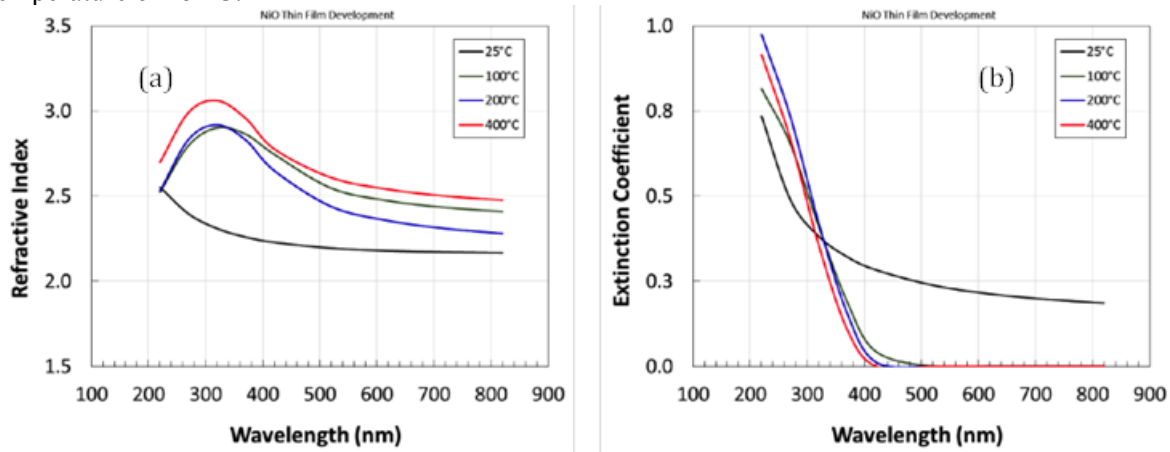 NiO Thin Film Development
3.5
3.0
2.5
2.0
1.5
Refractive Index
(a)
25°C
100°C
200°C
400°C
100 200 300 400 500 600 700 800 900
Wavelength (nm)
NiO Thin Film Development
1.0
0.8
0.5
0.3
0.0
Extinction Coefficient
(b)
25°C
100°C
200°C
400°C
100 200 300 400 500 600 700 800 900
Wavelength (nm)